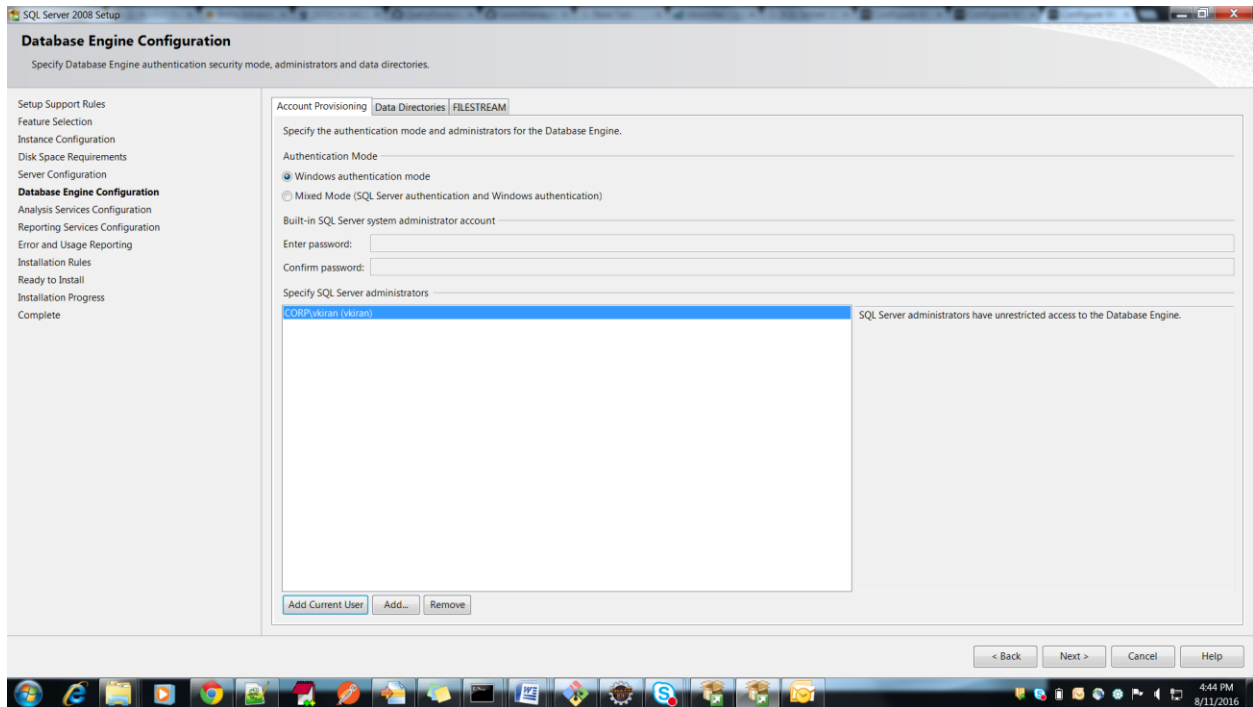 SQL Server 2008 Setup
Database Engine Configuration
Specify Database Engine authentication security mode, administrators and data directories.
Setup Support Rules
Feature Selection
Instance Configuration
Disk Space Requirements
Server Configuration
Database Engine Configuration
Analysis Services Configuration
Reporting Services Configuration
Error and Usage Reporting
Installation Rules
Ready to Install
Installation Progress
Complete
Account Provisioning Data Directories FILESTREAM
Specify the authentication mode and administrators for the Database Engine.
Authentication Mode
Windows authentication mode
Mixed Mode (SQL Server authentication and Windows authentication)
Built-in SQL Server system administrator account
Enter password:
Confirm password:
Specify SQL Server administrators
CORP\vkiran (vkiran)
SQL Server administrators have unrestricted access to the Database Engine.
Add Current User Add... Remove
< Back Next > Cancel Help
4:44 PM
8/11/2016